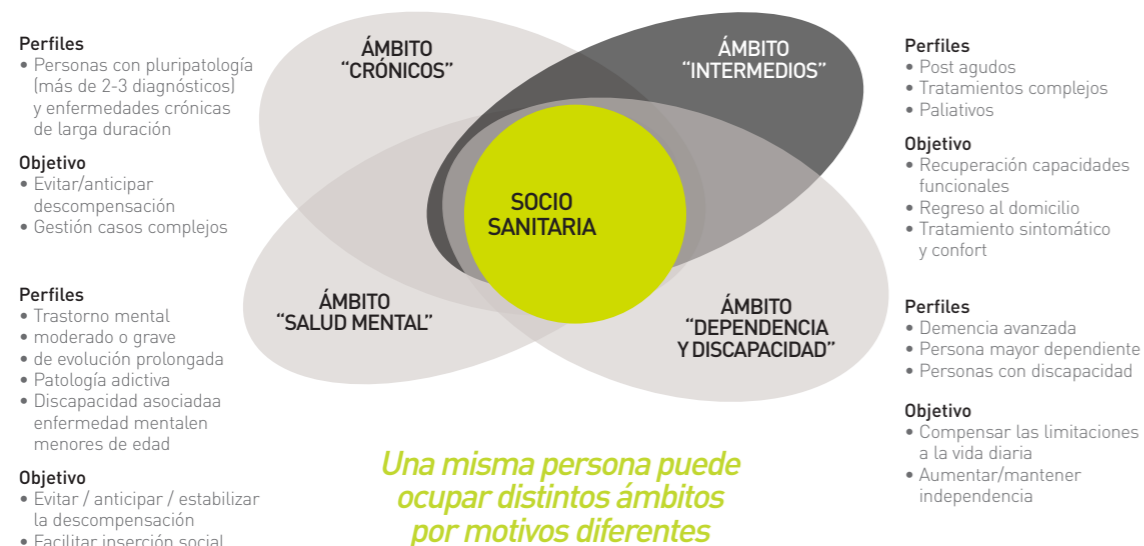 Perfiles
• Personas con pluripatología
(más de 2-3 diagnósticos)
y enfermedades crónicas
de larga duración
Objetivo
• Evitar/anticipar
descompensación
• Gestión casos complejos
Perfiles
• Trastorno mental
• moderado o grave
• de evolución prolongada
• Patología adictiva
• Discapacidad asociadaa
enfermedad mentalen
menores de edad
Objetivo
• Evitar / anticipar / estabilizar
la descompensación
• Facilitar inserción social
ÁMBITO
“CRÓNICOS”
ÁMBITO
“INTERMEDIOS”
SOCIO
SANITARIA
ÁMBITO
“SALUD MENTAL”
ÁMBITO
“DEPENDENCIA
Y DISCAPACIDAD”
Una misma persona puede
ocupar distintos ámbitos
por motivos diferentes
Perfiles
• Post agudos
• Tratamientos complejos
• Paliativos
Objetivo
• Recuperación capacidades
funcionales
• Regreso al domicilio
• Tratamiento sintomático
y confort
Perfiles
• Demencia avanzada
• Persona mayor dependiente
• Personas con discapacidad
Objetivo
• Compensar las limitaciones
a la vida diaria
• Aumentar/mantener
independencia